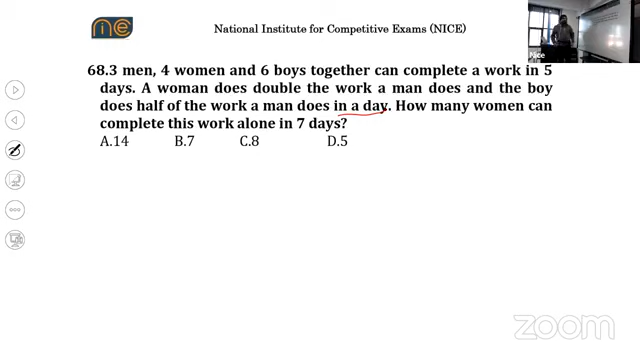 nice
National Institute for Competitive Exams (NICE)
Nice
68.3 men, 4 women and 6 boys together can complete a work in 5
days. A woman does double the work a man does and the boy
does half of the work a man does in a day. How many women can
complete this work alone in 7 days?
A.14 B.7 C.8 D.5
zoom